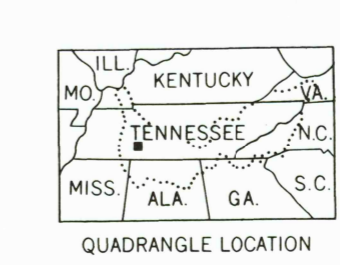 ILL.
KENTUCKY
MO.
VA.
TENNESSEE
N.C.
MISS.
ALA.
GA.
S.C.
QUADRANGLE LOCATION